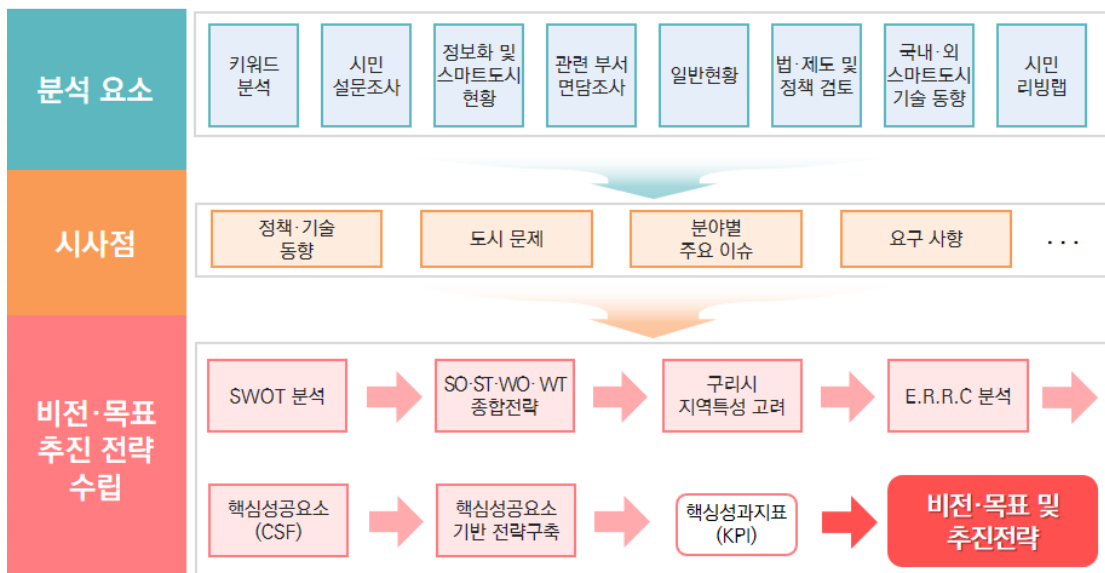 분석 요소
키워드
분석
시민
설문조사
정보화 및
스마트도시
현황
관련 부서
면담조사
일반현황
법·제도 및
정책 검토
국내·외
스마트도시
기술 동향
시민
리빙랩
시사점
정책·기술
동향
도시 문제
분야별
주요 이슈
요구 사항
...
비전·목표
추진 전략
수립
SWOT 분석
SO·ST·WO·WT
종합전략
구리시
지역특성 고려
E.R.R.C 분석
핵심성공요소
(CSF)
핵심성공요소
기반 전략구축
핵싱성과지표
(KPI)
비전·목표 및
추진전략